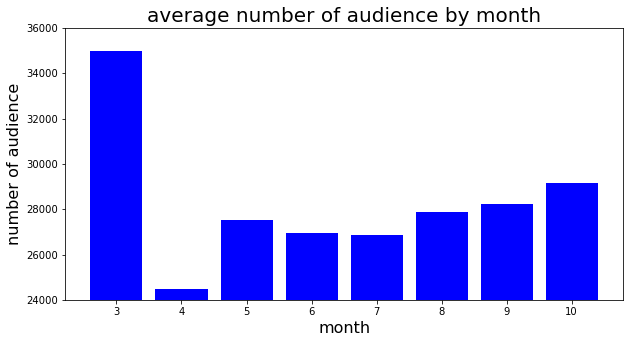 average number of audience by month
36000
34000
32000
30000
28000
26000
24000
number of audience
3 4 5 6 7 8 9 10
month